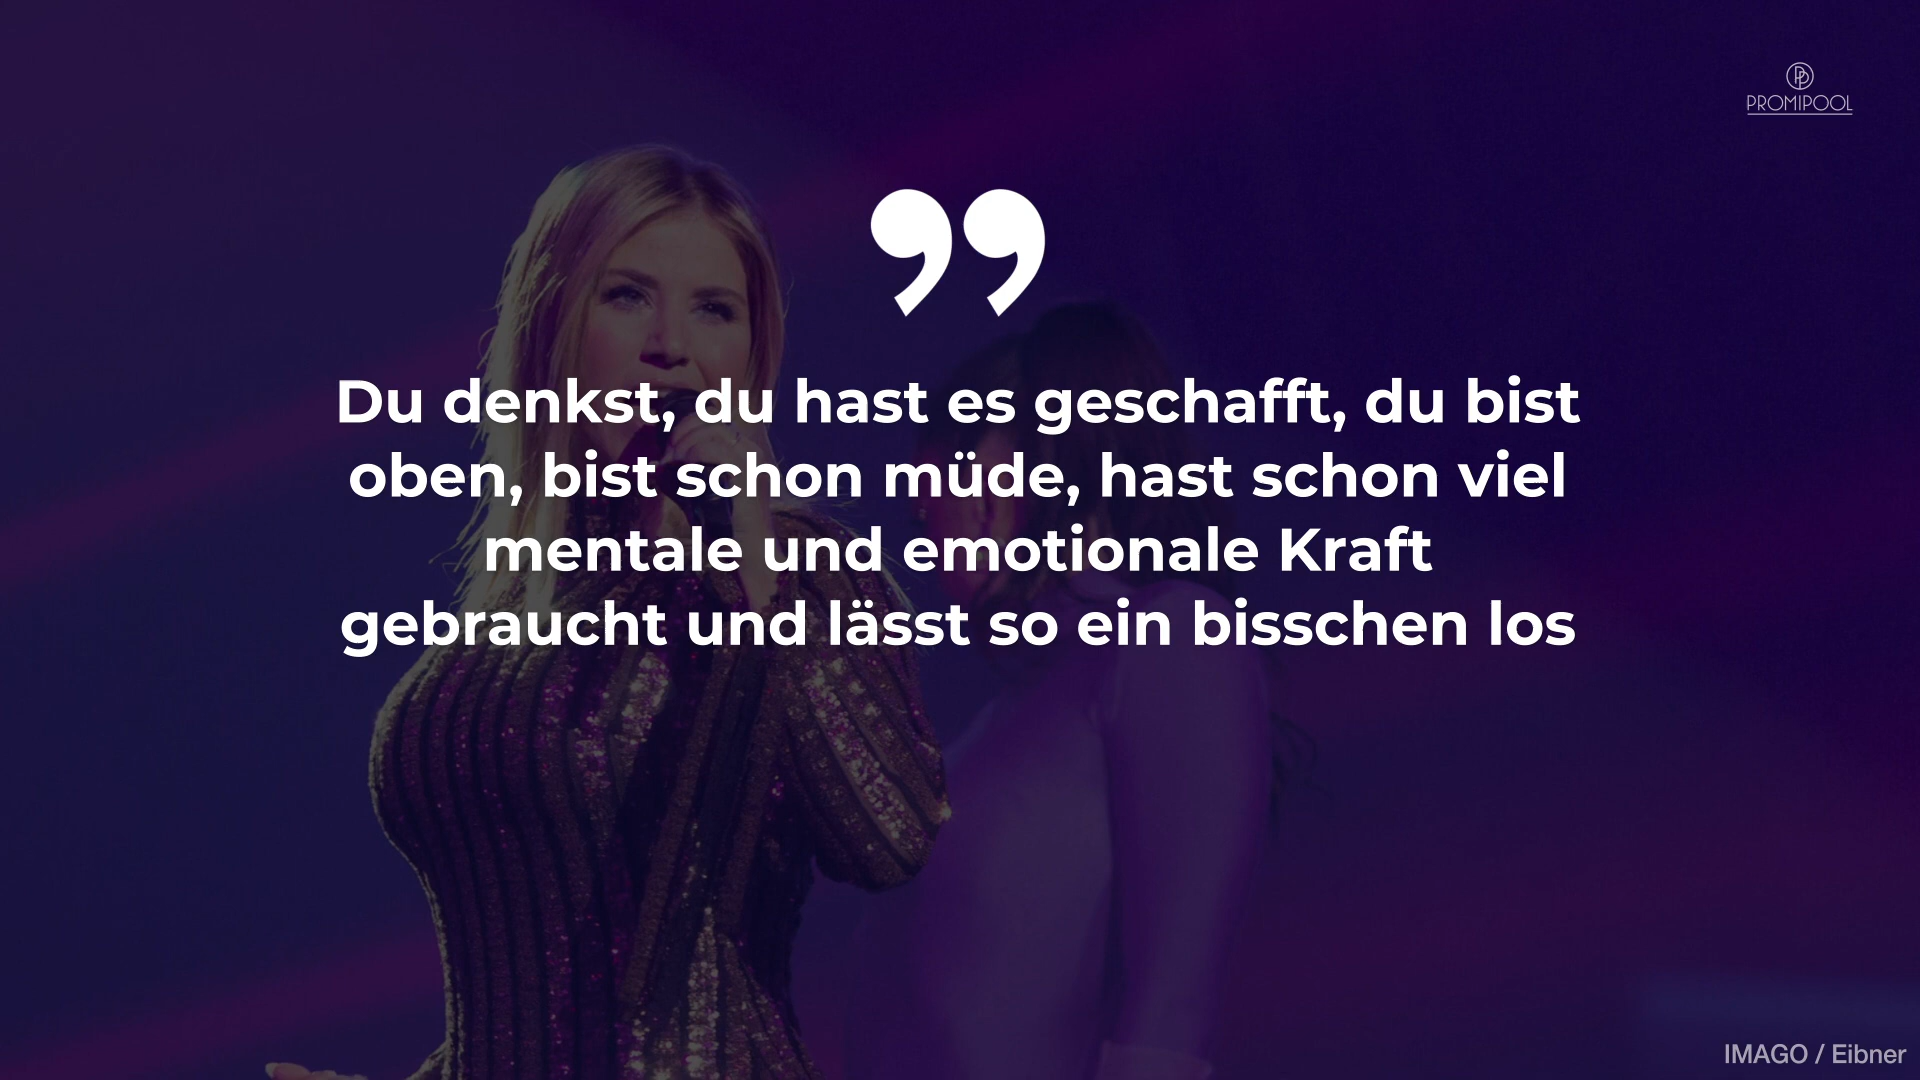 PROMIPOOL
Du denkst, du hast es geschafft, du bist
oben, bist schon müde, hast schon viel
mentale und emotionale Kraft
gebraucht und lässt so ein bisschen los
IMAGO / Eibner